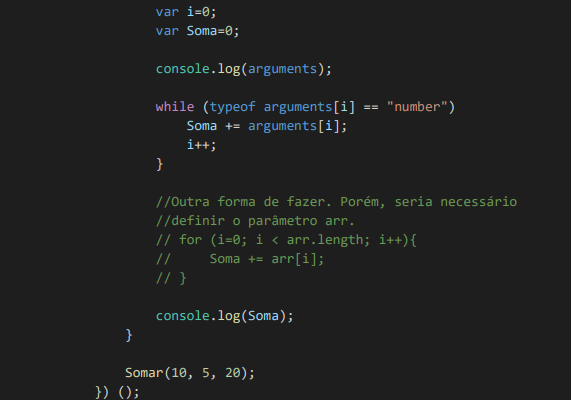 var i=0;
var Soma=0;
console.log(arguments);
while (typeof arguments[i] == "number")
Soma += arguments[i];
i++;
}
//Outra forma de fazer. Porém, seria necessário
//definir o parâmetro arr.
// for (i=0; i < arr.length; i++){
//     Soma += arr[i];
// }
console.log(Soma);
}
Somar(10, 5, 20);
}) ();